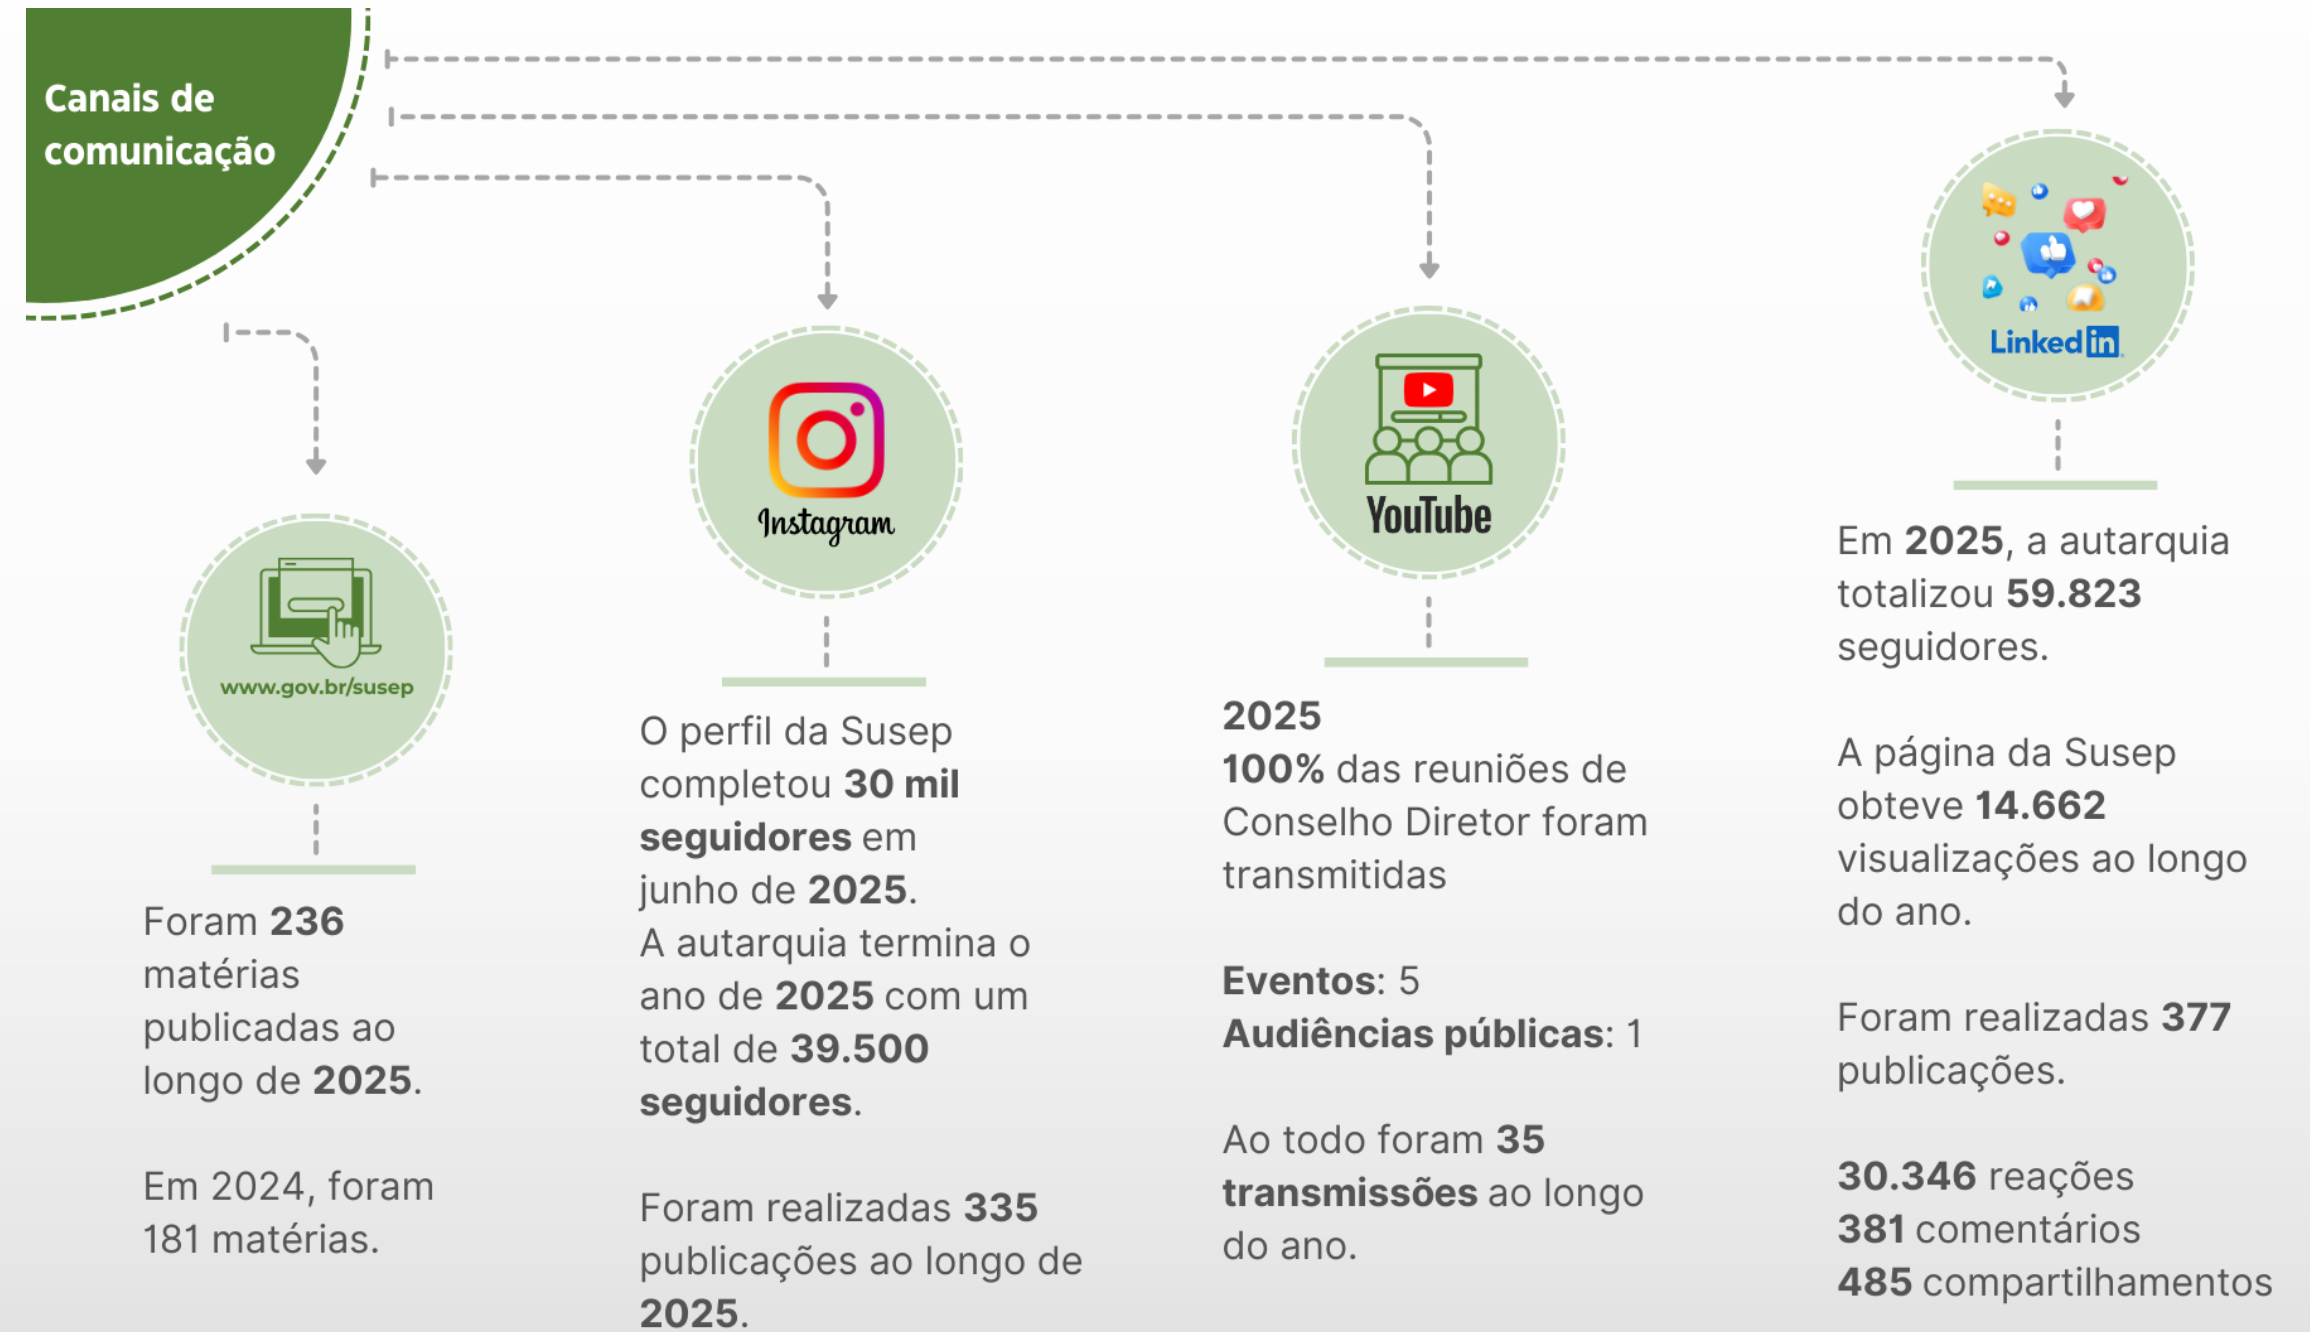 Canais de
comunicação
www.gov.br/susep
Foram 236
matérias
publicadas ao
longo de 2025.
Em 2024, foram
181 matérias.
Instagram
O perfil da Susep
completou 30 mil
seguidores em
junho de 2025.
A autarquia termina o
ano de 2025 com um
total de 39.500
seguidores.
Foram realizadas 335
publicações ao longo de
2025.
YouTube
2025
100% das reuniões de
Conselho Diretor foram
transmitidas
Eventos: 5
Audiências públicas: 1
Ao todo foram 35
transmissões ao longo
do ano.
Linked in
Em 2025, a autarquia
totalizou 59.823
seguidores.
A página da Susep
obteve 14.662
visualizações ao longo
do ano.
Foram realizadas 377
publicações.
30.346 reações
381 comentários
485 compartilhamentos